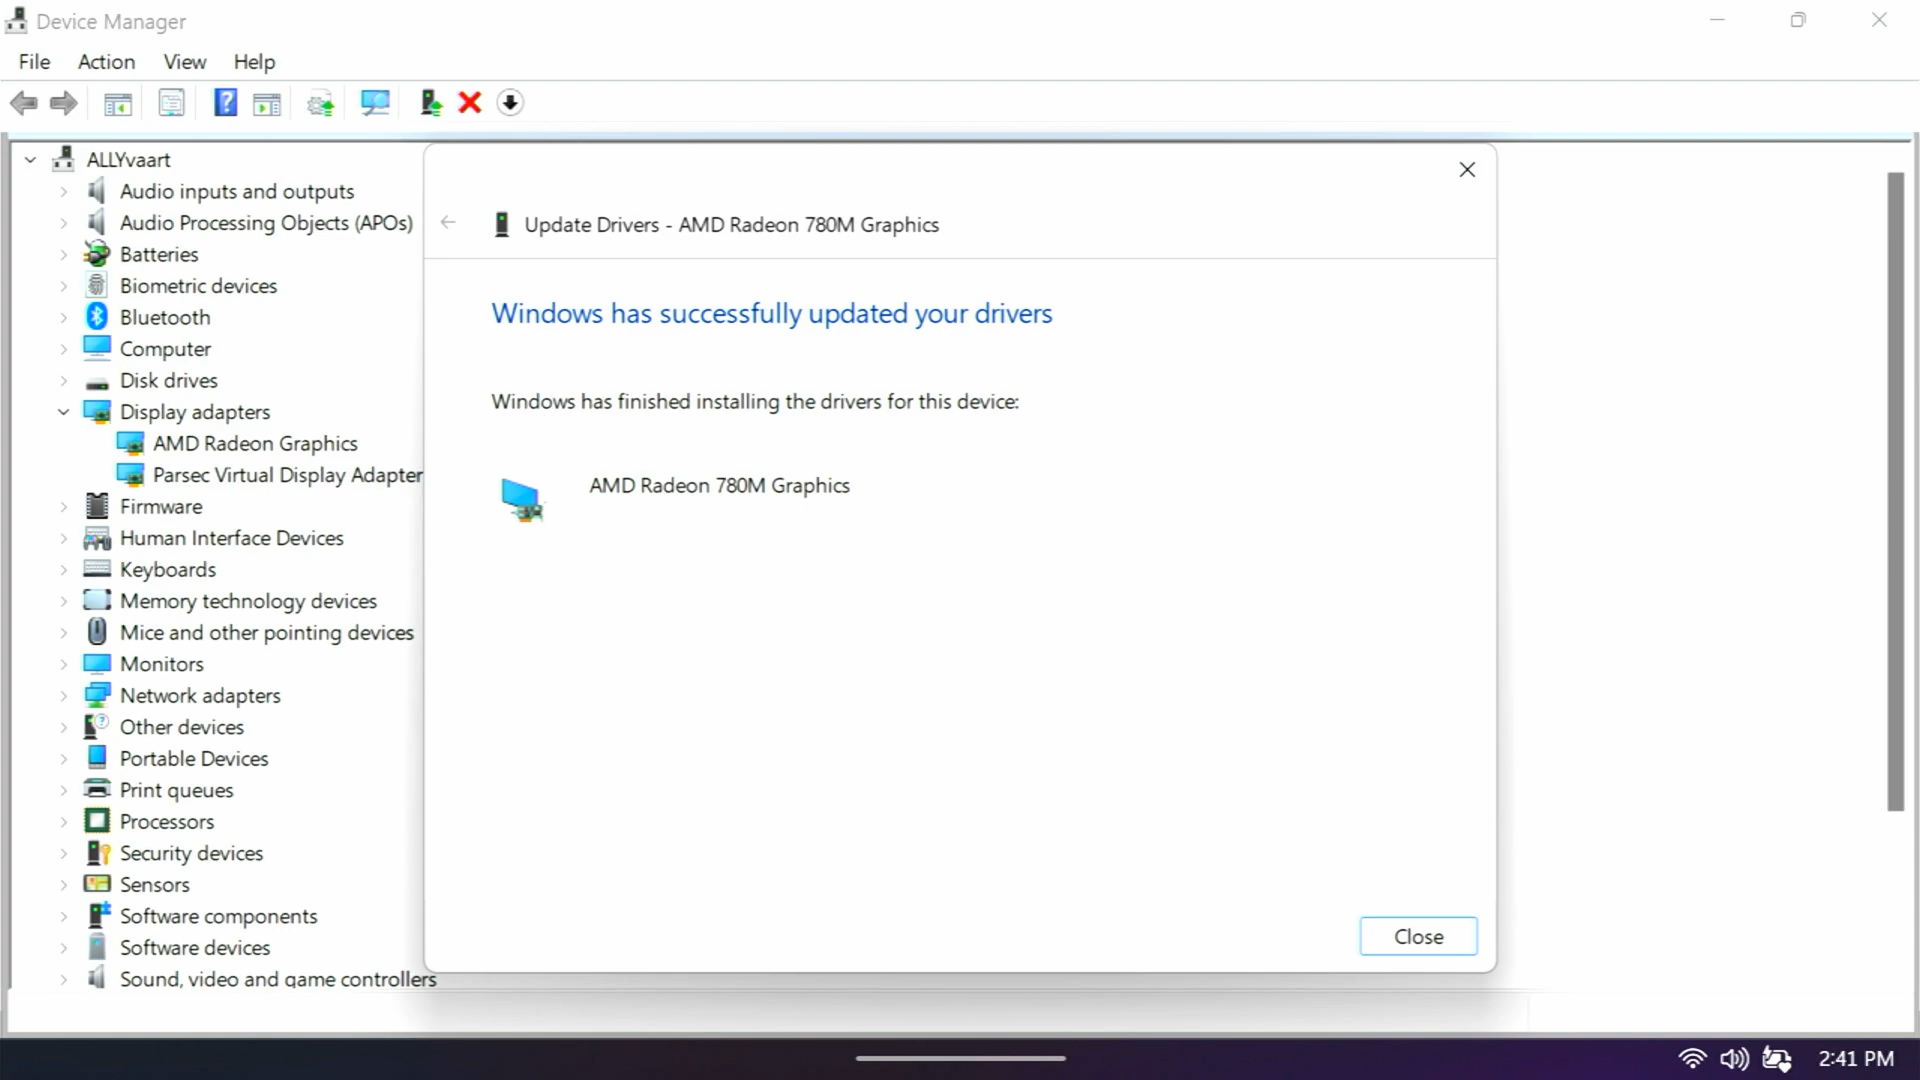 Device Manager
File Action View Help
ALLYvaart
Audio inputs and outputs
Audio Processing Objects (APOs)
Batteries
Biometric devices
Bluetooth
Computer
Disk drives
Display adapters
AMD Radeon Graphics
Parsec Virtual Display Adapter
Firmware
Human Interface Devices
Keyboards
Memory technology devices
Mice and other pointing devices
Monitors
Network adapters
Other devices
Portable Devices
Print queues
Processors
Security devices
Sensors
Software components
Software devices
Sound, video and game controllers
Update Drivers - AMD Radeon 780M Graphics
Windows has successfully updated your drivers
Windows has finished installing the drivers for this device:
AMD Radeon 780M Graphics
Close
2:41 PM